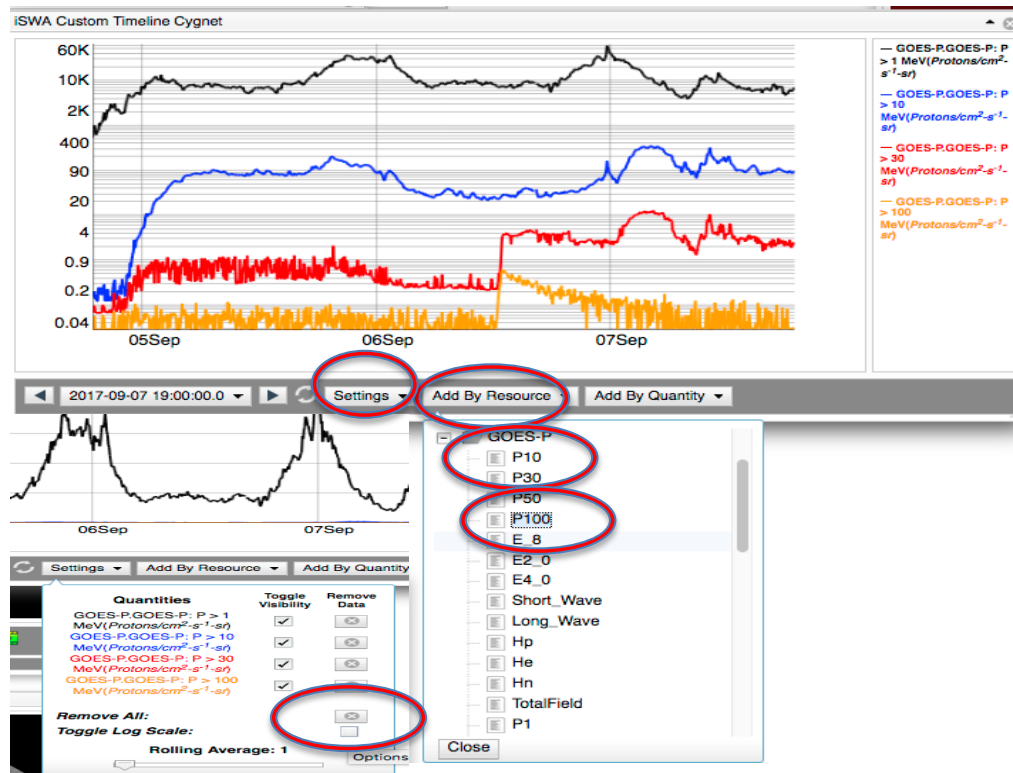 iSWA Custom Timeline Cygnet
60K
10K
2K
400
90
20
4
0.9
0.2
0.04
05Sep 06Sep 07Sep
— GOES-P.GOES-P: P
> 1 MeV(Protons/cm²-
s⁻¹-sr)
— GOES-P.GOES-P: P
> 10
MeV(Protons/cm²-s⁻¹-
sr)
— GOES-P.GOES-P: P
> 30
MeV(Protons/cm²-s⁻¹-
sr)
— GOES-P.GOES-P: P
> 100
MeV(Protons/cm²-s⁻¹-
sr)
2017-09-07 19:00:00.0 Settings Add By Resource Add By Quantity
06Sep 07Sep
Settings Add By Resource Add By Quantity
Quantities Toggle Visibility Remove Data
GOES-P.GOES-P: P > 1
MeV(Protons/cm²-s⁻¹-sr)
GOES-P.GOES-P: P > 10
MeV(Protons/cm²-s⁻¹-sr)
GOES-P.GOES-P: P > 30
MeV(Protons/cm²-s⁻¹-sr)
GOES-P.GOES-P: P > 100
MeV(Protons/cm²-s⁻¹-sr)
Remove All:
Toggle Log Scale:
Rolling Average: 1
Options
GOES-P
P10
P30
P50
P100
E_8
E2_0
E4_0
Short_Wave
Long_Wave
Hp
He
Hn
TotalField
P1
Close